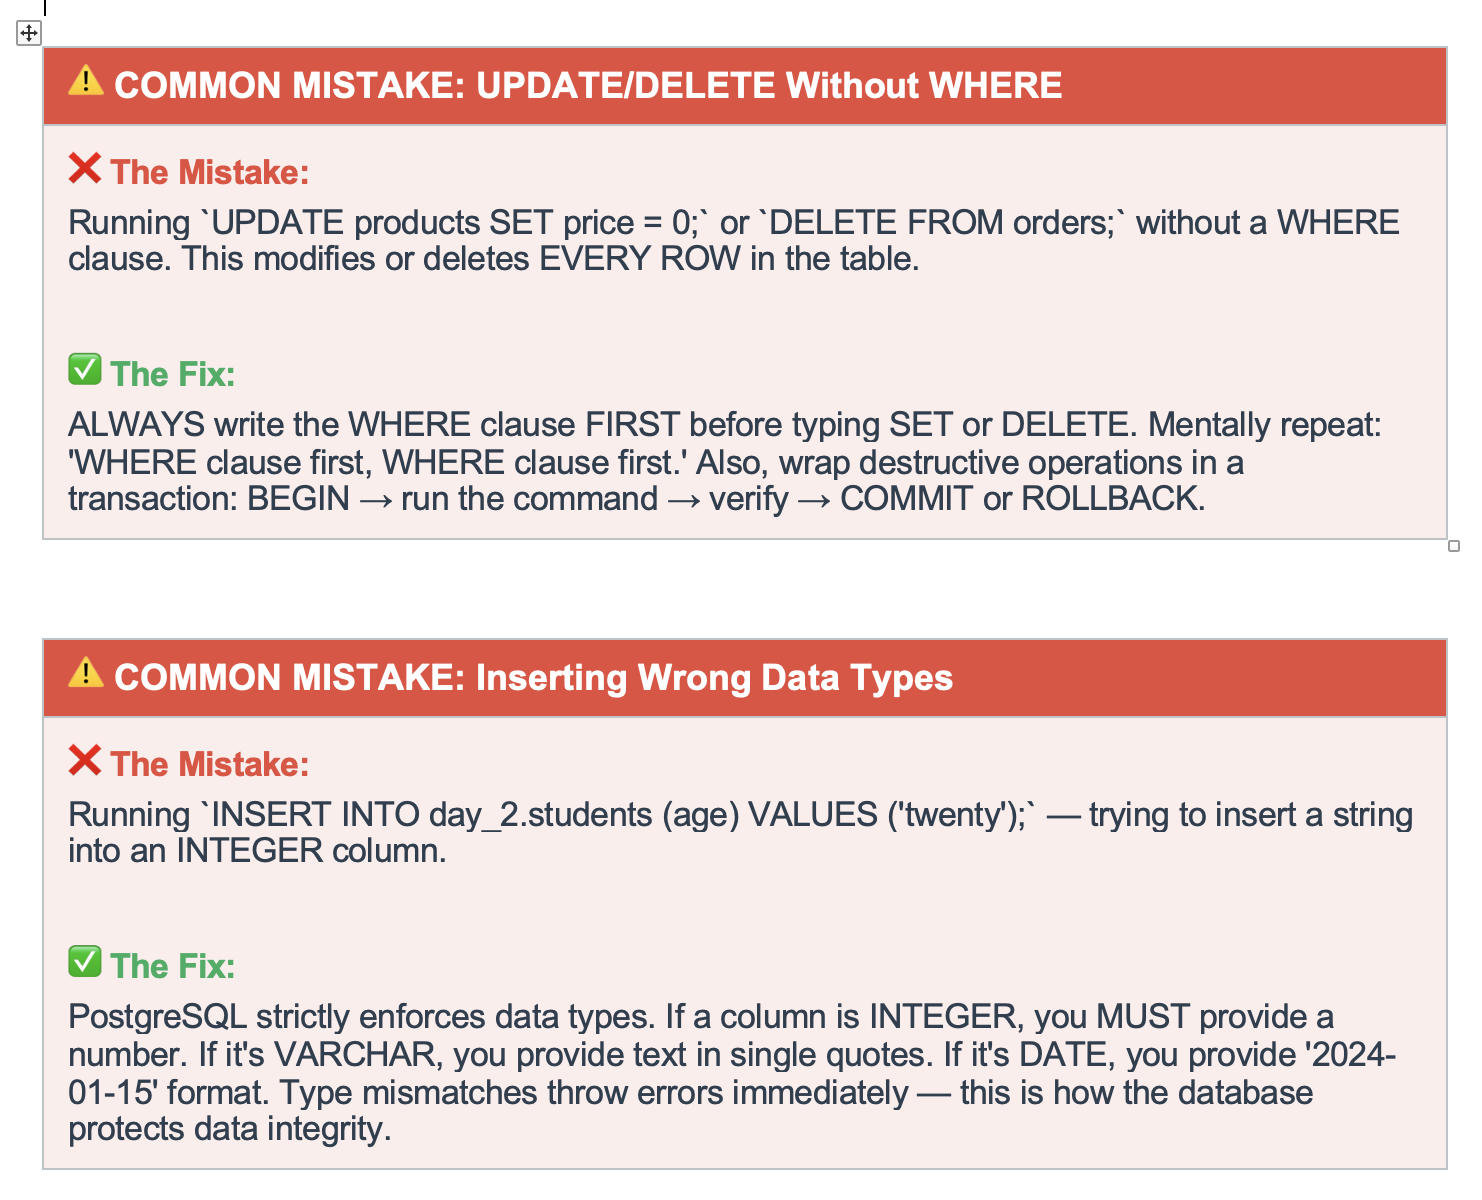 ⚠️ COMMON MISTAKE: UPDATE/DELETE Without WHERE
❌ The Mistake:
Running `UPDATE products SET price = 0;` or `DELETE FROM orders;` without a WHERE
clause. This modifies or deletes EVERY ROW in the table.
✅ The Fix:
ALWAYS write the WHERE clause FIRST before typing SET or DELETE. Mentally repeat:
'WHERE clause first, WHERE clause first.' Also, wrap destructive operations in a
transaction: BEGIN → run the command → verify → COMMIT or ROLLBACK.
⚠️ COMMON MISTAKE: Inserting Wrong Data Types
❌ The Mistake:
Running `INSERT INTO day_2.students (age) VALUES ('twenty');` — trying to insert a string
into an INTEGER column.
✅ The Fix:
PostgreSQL strictly enforces data types. If a column is INTEGER, you MUST provide a
number. If it's VARCHAR, you provide text in single quotes. If it's DATE, you provide '2024-
01-15' format. Type mismatches throw errors immediately — this is how the database
protects data integrity.